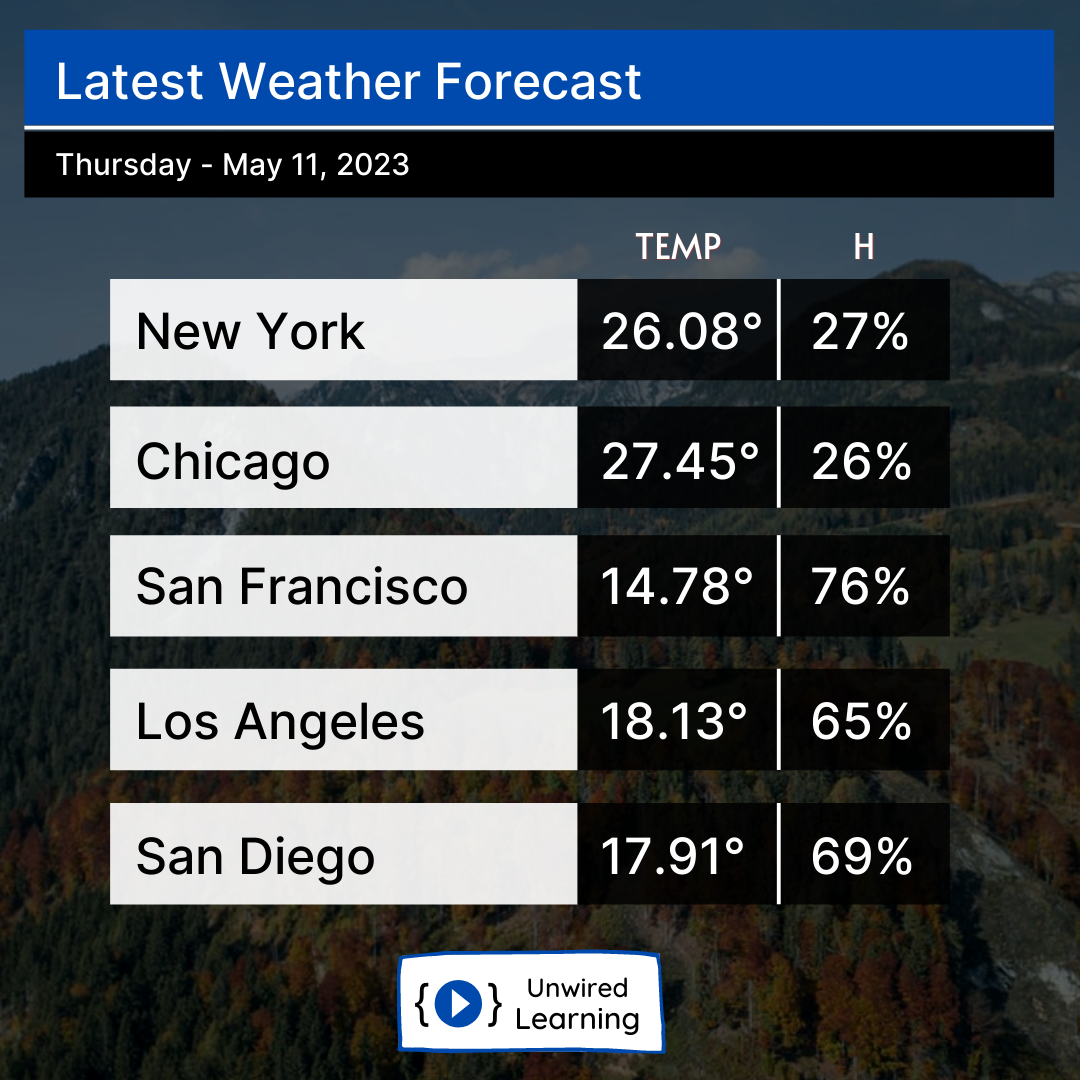 Latest Weather Forecast
Thursday - May 11, 2023
TEMP H
New York 26.08° 27%
Chicago 27.45° 26%
San Francisco 14.78° 76%
Los Angeles 18.13° 65%
San Diego 17.91° 69%
{ } Unwired
Learning